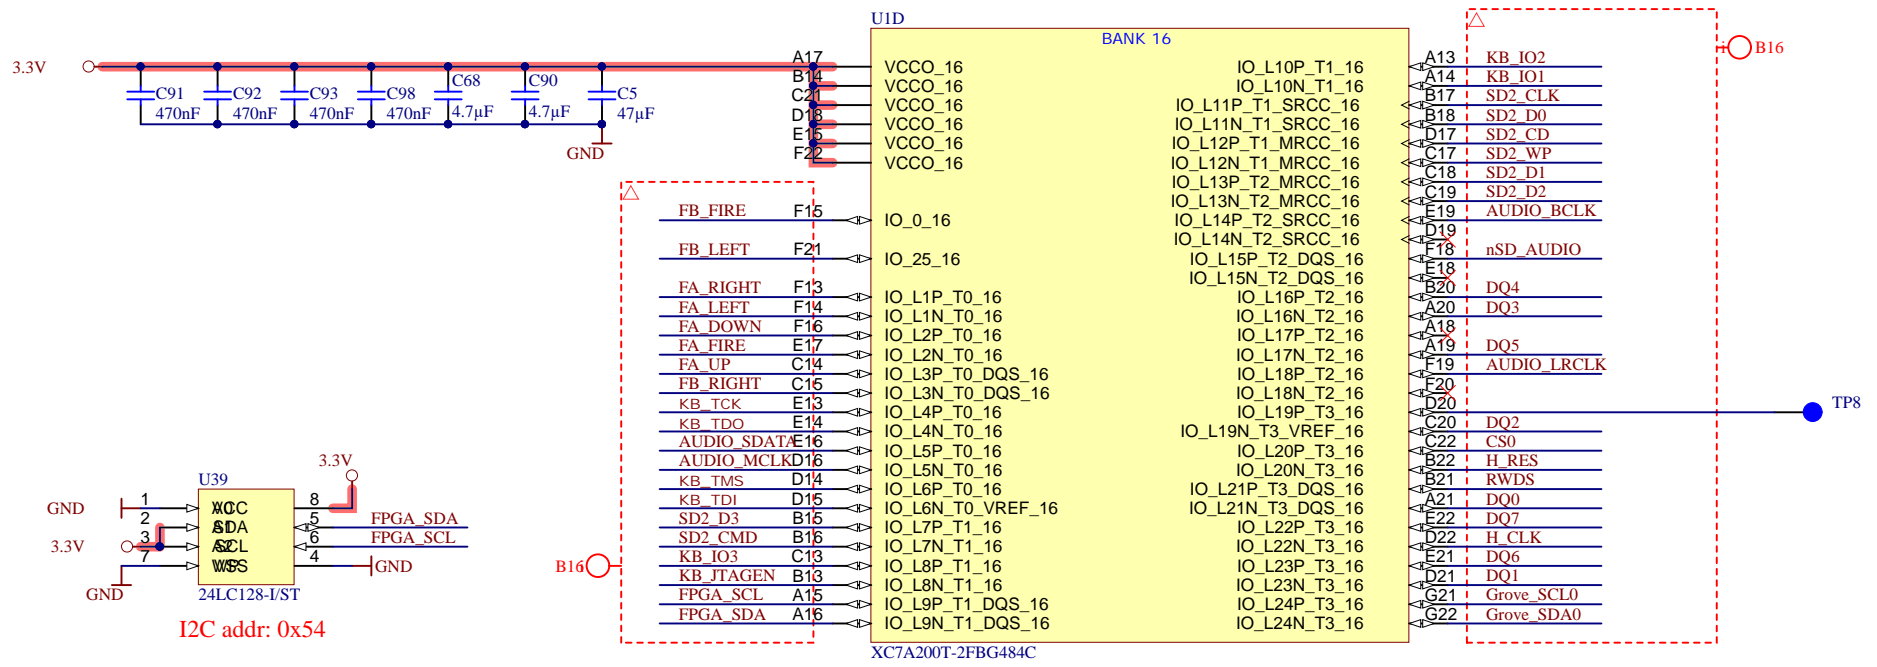 U1D
BANK 16
B16
3.3V
C91 470nF
C92 470nF
C93 470nF
C98 470nF
C68 4.7µF
C90 4.7µF
C5 47µF
GND
A17 VCCO_16
B14 VCCO_16
C21 VCCO_16
D18 VCCO_16
E15 VCCO_16
F22 VCCO_16
FB_FIRE F15 IO_0_16
FB_LEFT F21 IO_25_16
FA_RIGHT F13 IO_L1P_T0_16
FA_LEFT F14 IO_L1N_T0_16
FA_DOWN F16 IO_L2P_T0_16
FA_FIRE E17 IO_L2N_T0_16
FA_UP C14 IO_L3P_T0_DQS_16
FB_RIGHT C15 IO_L3N_T0_DQS_16
KB_TCK E13 IO_L4P_T0_16
KB_TDO E14 IO_L4N_T0_16
AUDIO_SDATA E16 IO_L5P_T0_16
AUDIO_MCLK D16 IO_L5N_T0_16
KB_TMS D14 IO_L6P_T0_16
KB_TDI D15 IO_L6N_T0_VREF_16
SD2_D3 B15 IO_L7P_T1_16
SD2_CMD B16 IO_L7N_T1_16
KB_IO3 C13 IO_L8P_T1_16
KB_JTAGEN B13 IO_L8N_T1_16
FPGA_SCL A15 IO_L9P_T1_DQS_16
FPGA_SDA A16 IO_L9N_T1_DQS_16
B16
IO_L10P_T1_16 A13 KB_IO2
IO_L10N_T1_16 A14 KB_IO1
IO_L11P_T1_SRCC_16 B17 SD2_CLK
IO_L11N_T1_SRCC_16 B18 SD2_D0
IO_L12P_T1_MRCC_16 D17 SD2_CD
IO_L12N_T1_MRCC_16 C17 SD2_WP
IO_L13P_T2_MRCC_16 C18 SD2_D1
IO_L13N_T2_MRCC_16 C19 SD2_D2
IO_L14P_T2_SRCC_16 E19 AUDIO_BCLK
IO_L14N_T2_SRCC_16 D19
IO_L15P_T2_DQS_16 F18 nSD_AUDIO
IO_L15N_T2_DQS_16 E18
IO_L16P_T2_16 B20 DQ4
IO_L16N_T2_16 A20 DQ3
IO_L17P_T2_16 A18
IO_L17N_T2_16 A19 DQ5
IO_L18P_T2_16 F19 AUDIO_LRCLK
IO_L18N_T2_16 F20
IO_L19P_T3_16 D20 TP8
IO_L19N_T3_VREF_16 C20 DQ2
IO_L20P_T3_16 C22 CS0
IO_L20N_T3_16 B22 H_RES
IO_L21P_T3_DQS_16 B21 RWDS
IO_L21N_T3_DQS_16 A21 DQ0
IO_L22P_T3_16 E22 DQ7
IO_L22N_T3_16 D22 H_CLK
IO_L23P_T3_16 E21 DQ6
IO_L23N_T3_16 D21 DQ1
IO_L24P_T3_16 G21 Grove_SCL0
IO_L24N_T3_16 G22 Grove_SDA0
XC7A200T-2FBG484C
U39
3.3V
GND 1 A0 VCC 8
2 A1 SDA 5 FPGA_SDA
3.3V 3 A2 SCL 6 FPGA_SCL
7 WP VSS 4 GND
GND
24LC128-I/ST
I2C addr: 0x54